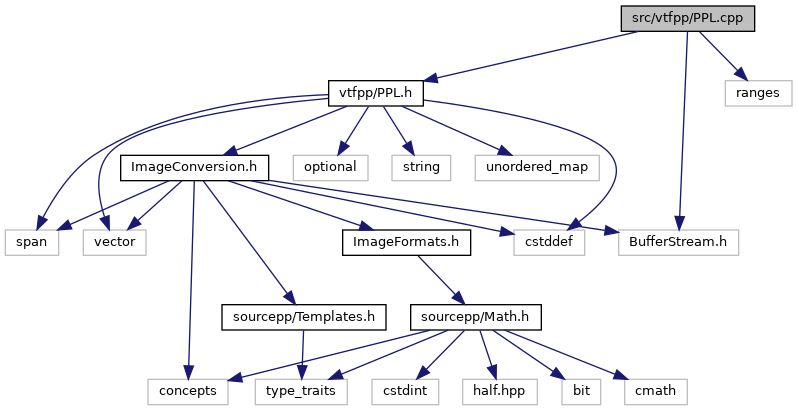 src/vtfpp/PPL.cpp
vtfpp/PPL.h
ranges
ImageConversion.h
optional
string
unordered_map
span
vector
ImageFormats.h
cstddef
BufferStream.h
sourcepp/Templates.h
sourcepp/Math.h
concepts
type_traits
cstdint
half.hpp
bit
cmath